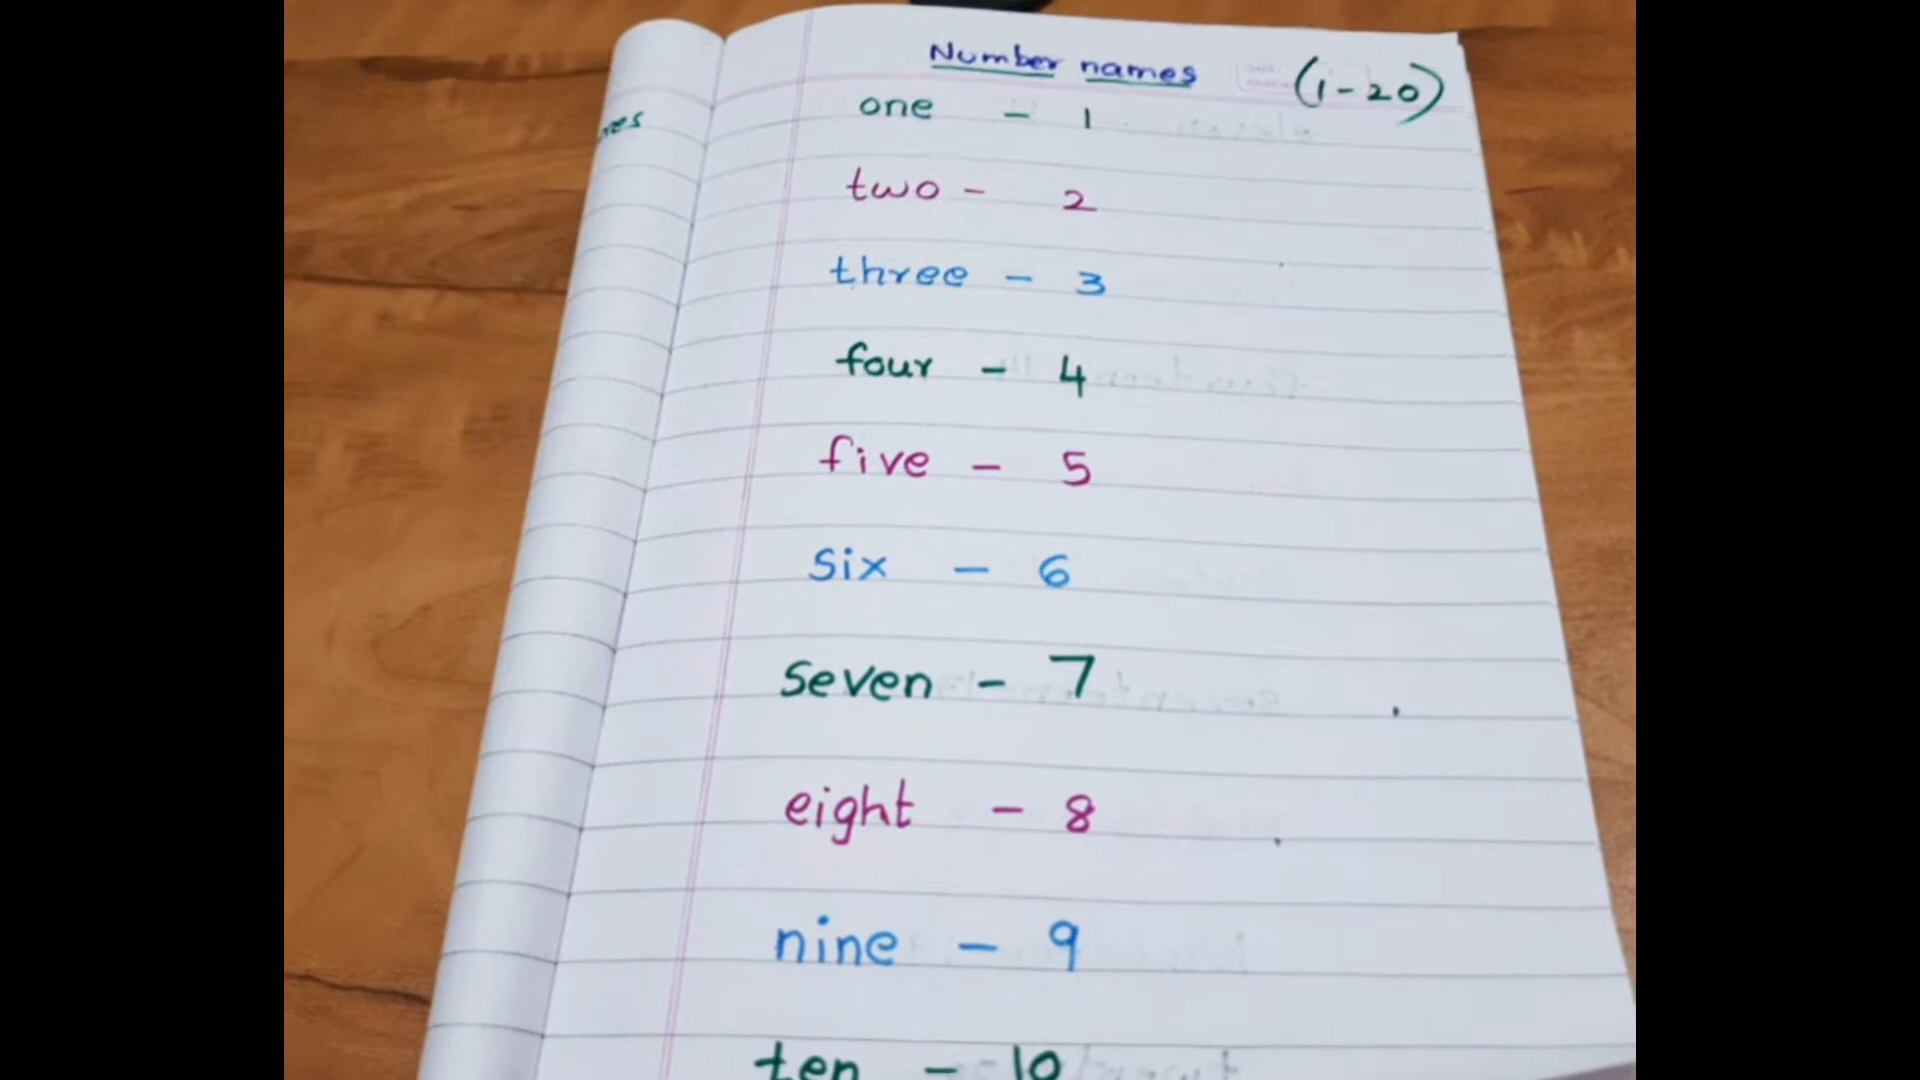 Number names (1-20)
one - 1
two - 2
three - 3
four - 4
five - 5
six - 6
seven - 7
eight - 8
nine - 9
ten - 10